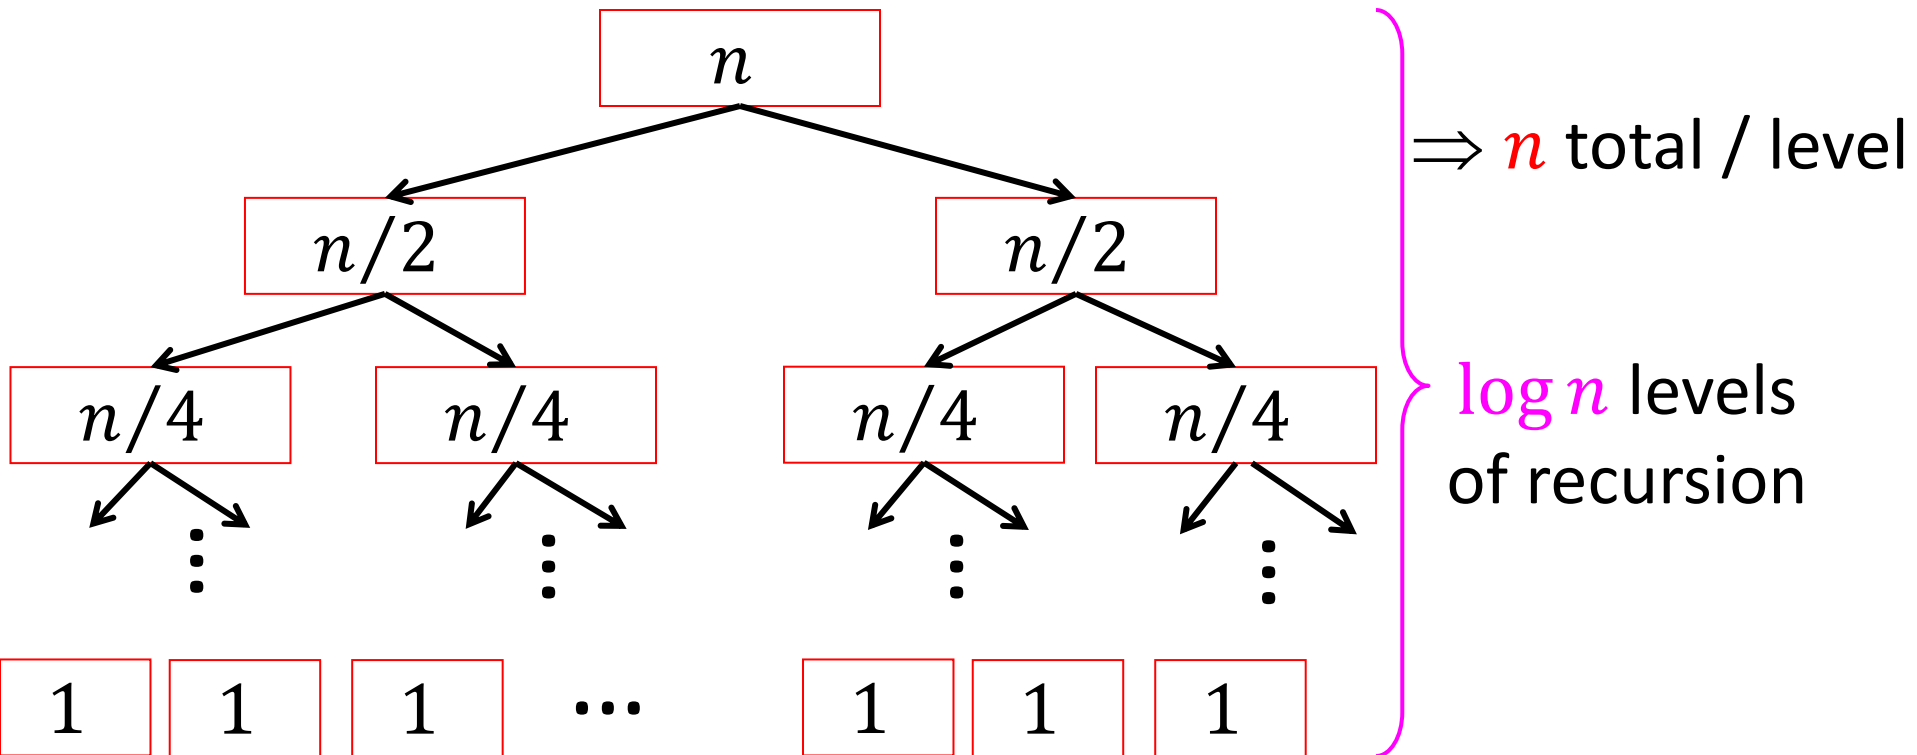 n
⇒ n total / level
n/2 n/2
n/4 n/4 n/4 n/4
log n levels
of recursion
⋮ ⋮ ⋮ ⋮
1 1 1 ⋯ 1 1 1